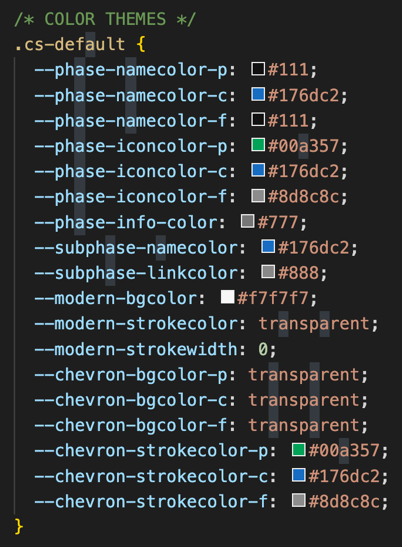 /* COLOR THEMES */
.cs-default {
--phase-namecolor-p: #111;
--phase-namecolor-c: #176dc2;
--phase-namecolor-f: #111;
--phase-iconcolor-p: #00a357;
--phase-iconcolor-c: #176dc2;
--phase-iconcolor-f: #8d8c8c;
--phase-info-color: #777;
--subphase-namecolor: #176dc2;
--subphase-linkcolor: #888;
--modern-bgcolor: #f7f7f7;
--modern-strokecolor: transparent;
--modern-strokewidth: 0;
--chevron-bgcolor-p: transparent;
--chevron-bgcolor-c: transparent;
--chevron-bgcolor-f: transparent;
--chevron-strokecolor-p: #00a357;
--chevron-strokecolor-c: #176dc2;
--chevron-strokecolor-f: #8d8c8c;
}